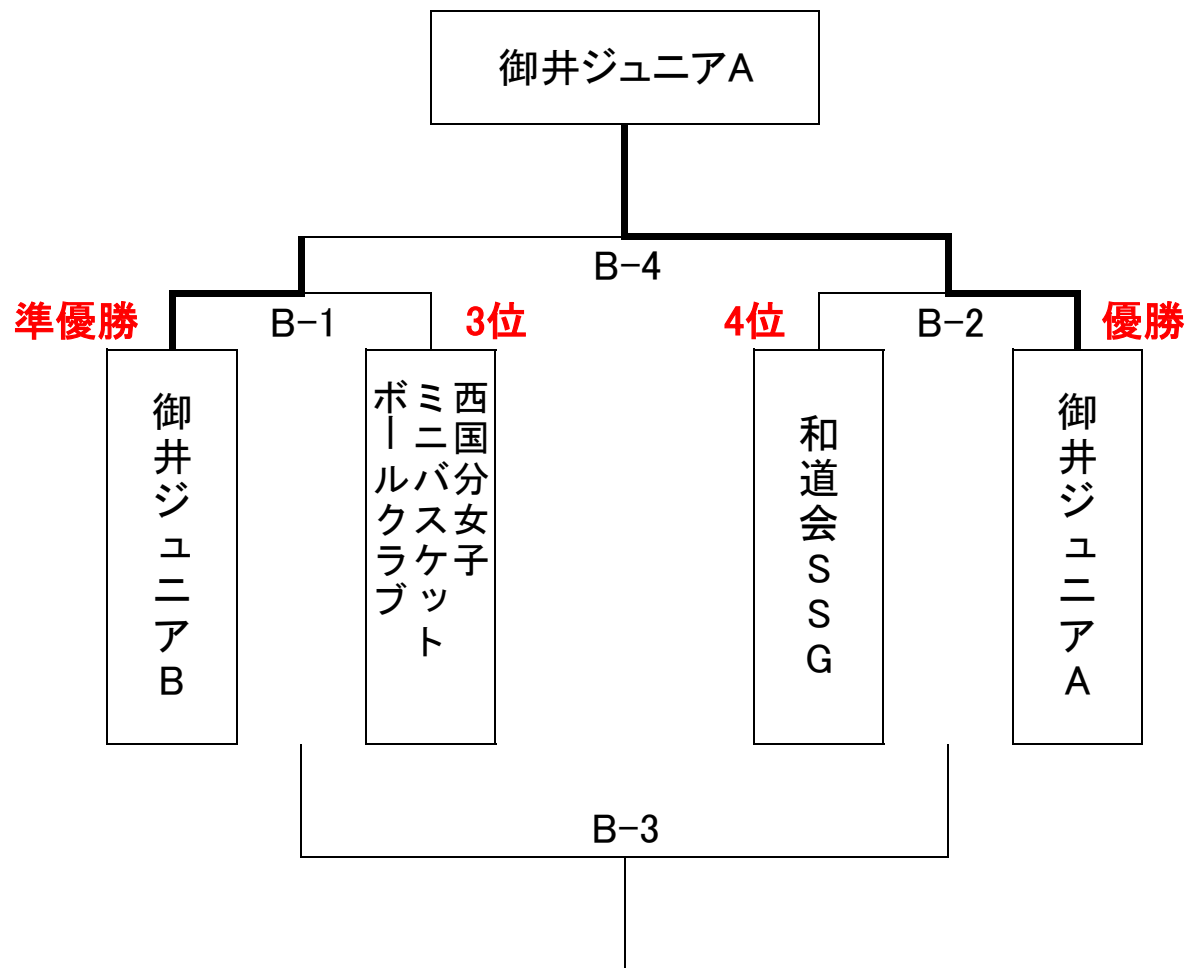 御井ジュニアA
B-4
準優勝
B-1
3位
4位
B-2
優勝
御井ジュニアB
西国分女子
ミニバスケット
ボールクラブ
和道会SSG
御井ジュニアA
B-3